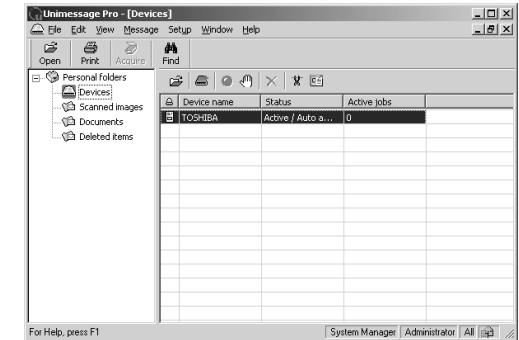 Unimessage Pro - [Devices]
File Edit View Message Setup Window Help
Open Print Acquire Find
Personal folders
Devices
Scanned images
Documents
Deleted items
Device name Status Active jobs
TOSHIBA Active / Auto a... 0
For Help, press F1 System Manager Administrator All